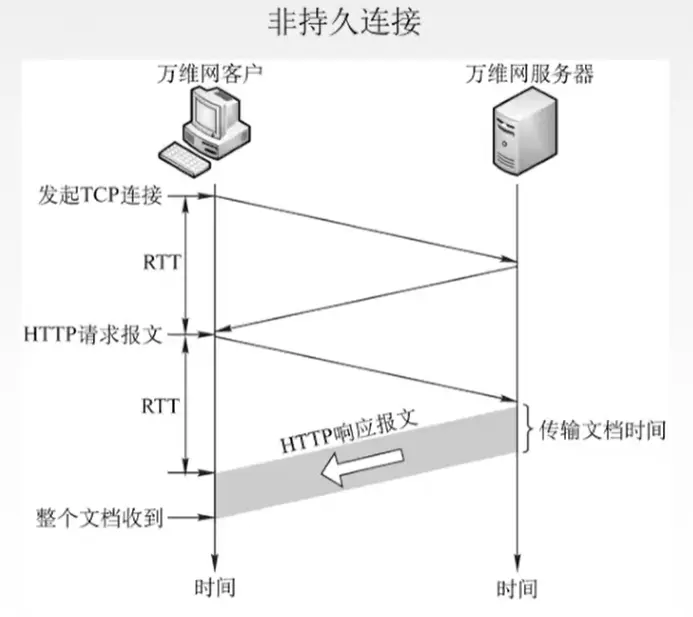 非持久连接
万维网客户
万维网服务器
发起TCP连接
RTT
HTTP请求报文
RTT
HTTP响应报文
传输文档时间
整个文档收到
时间
时间